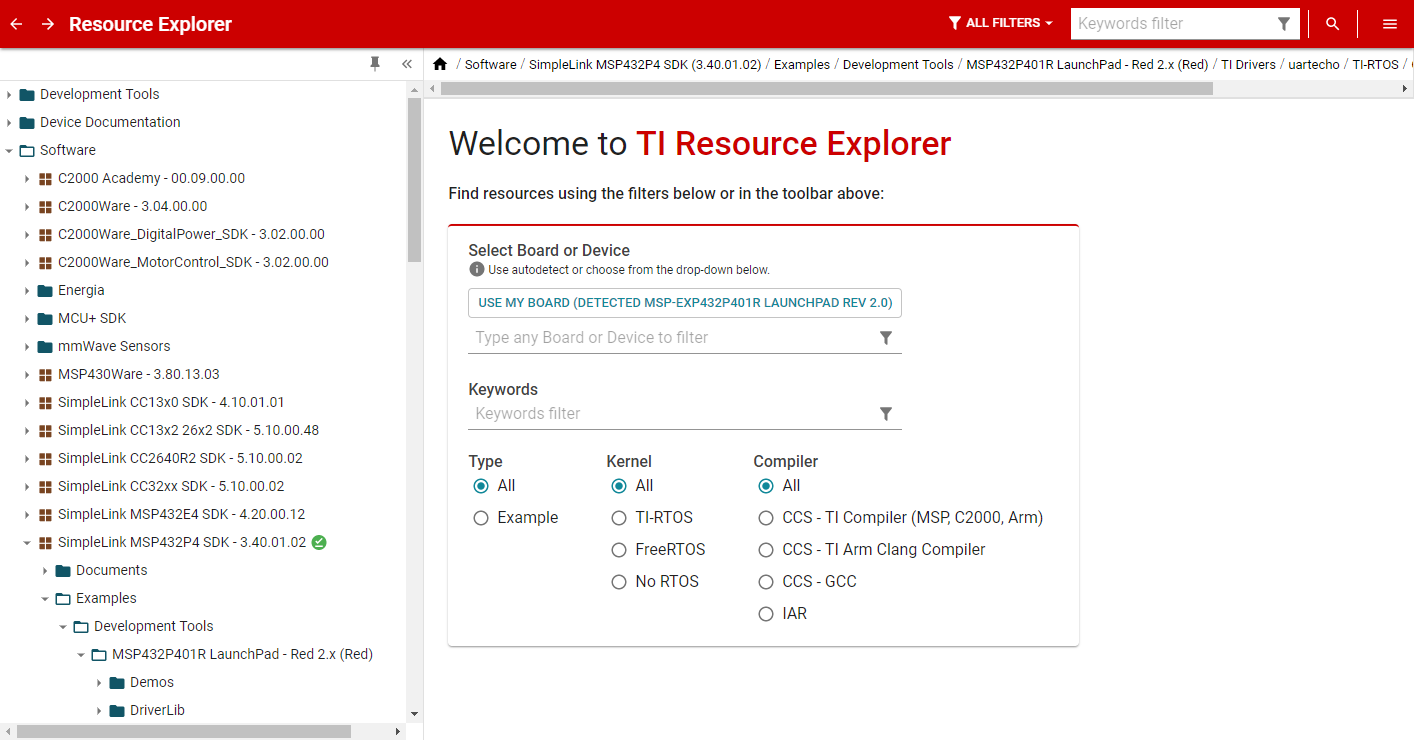 Resource Explorer
ALL FILTERS
Keywords filter
/ Software / SimpleLink MSP432P4 SDK (3.40.01.02) / Examples / Development Tools / MSP432P401R LaunchPad - Red 2.x (Red) / TI Drivers / uartecho / TI-RTOS /
Development Tools
Device Documentation
Software
C2000 Academy - 00.09.00.00
C2000Ware - 3.04.00.00
C2000Ware_DigitalPower_SDK - 3.02.00.00
C2000Ware_MotorControl_SDK - 3.02.00.00
Energia
MCU+ SDK
mmWave Sensors
MSP430Ware - 3.80.13.03
SimpleLink CC13x0 SDK - 4.10.01.01
SimpleLink CC13x2 26x2 SDK - 5.10.00.48
SimpleLink CC2640R2 SDK - 5.10.00.02
SimpleLink CC32xx SDK - 5.10.00.02
SimpleLink MSP432E4 SDK - 4.20.00.12
SimpleLink MSP432P4 SDK - 3.40.01.02
Documents
Examples
Development Tools
MSP432P401R LaunchPad - Red 2.x (Red)
Demos
DriverLib
Welcome to TI Resource Explorer
Find resources using the filters below or in the toolbar above:
Select Board or Device
Use autodetect or choose from the drop-down below.
USE MY BOARD (DETECTED MSP-EXP432P401R LAUNCHPAD REV 2.0)
Type any Board or Device to filter
Keywords
Keywords filter
Type
All
Example
Kernel
All
TI-RTOS
FreeRTOS
No RTOS
Compiler
All
CCS - TI Compiler (MSP, C2000, Arm)
CCS - TI Arm Clang Compiler
CCS - GCC
IAR